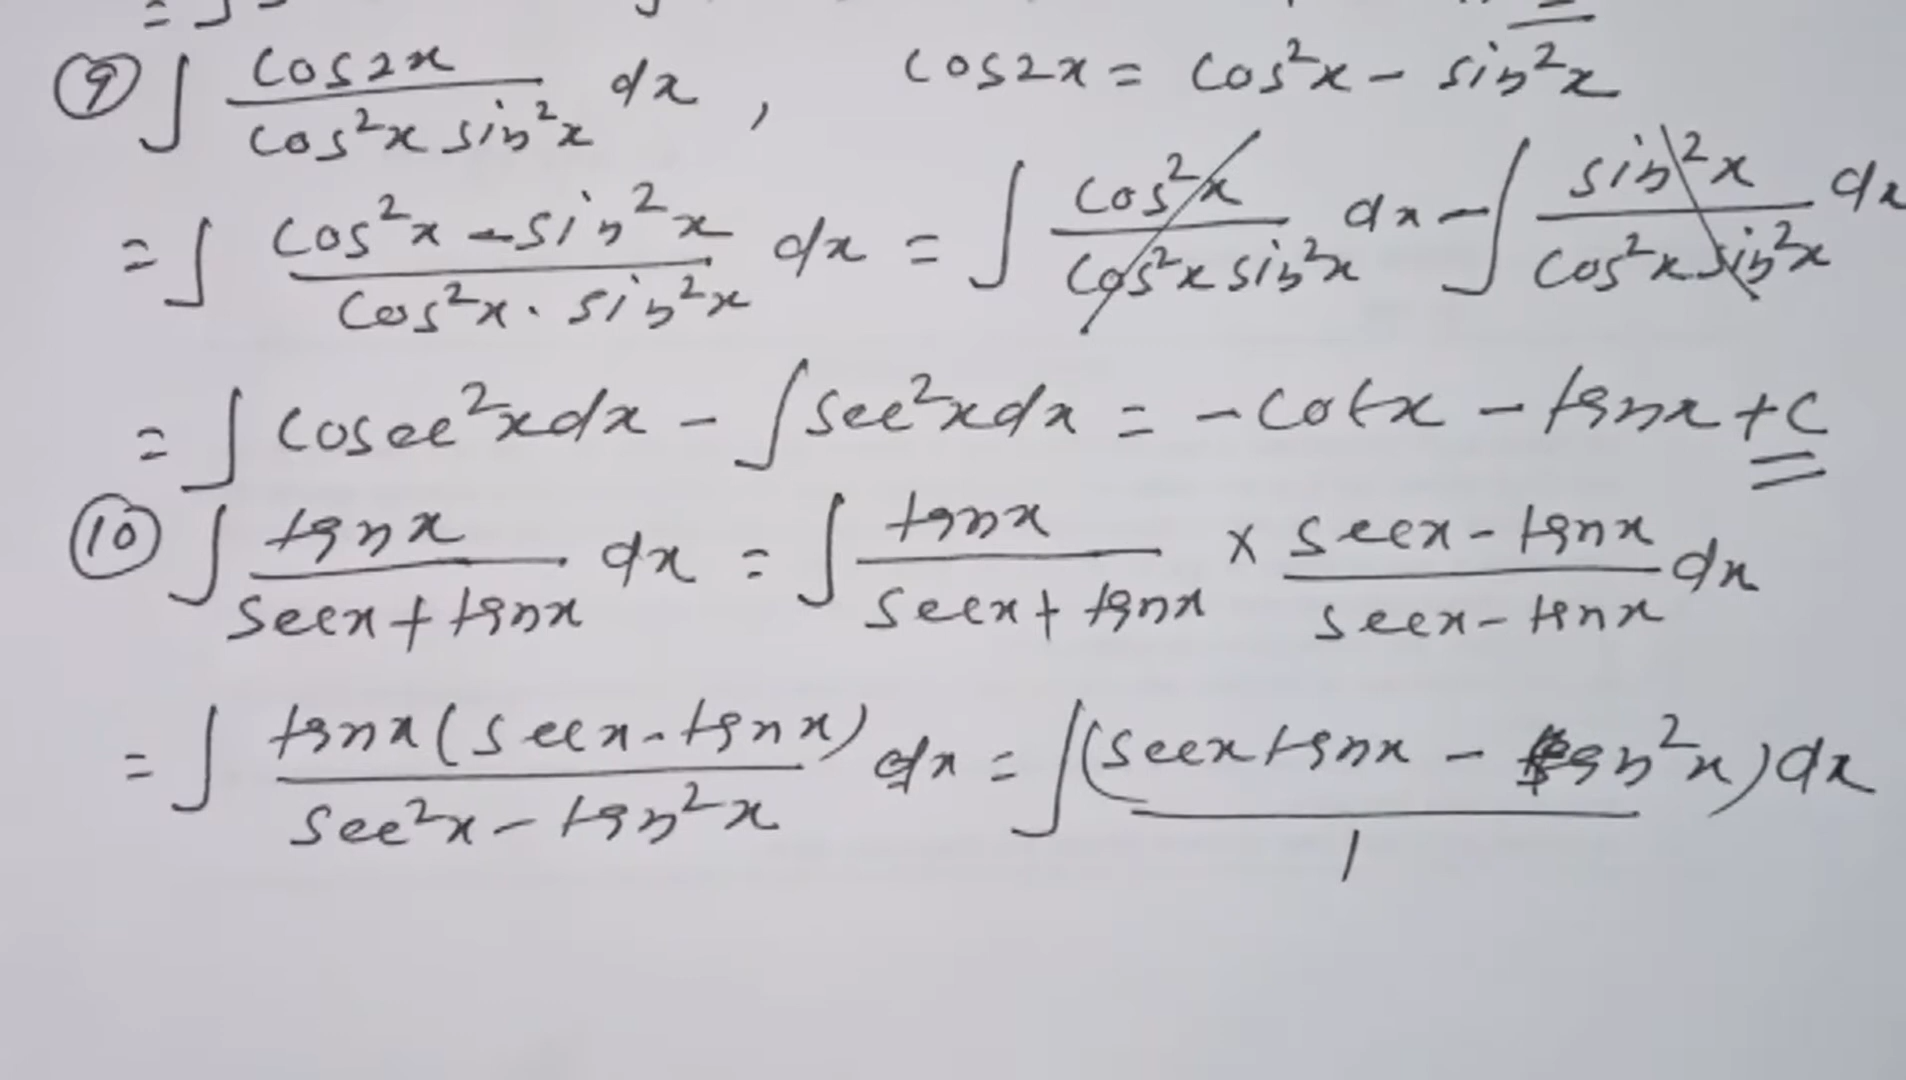 ⑨ ∫ cos2x / cos²x sin²x dx , cos2x = cos²x - sin²x
= ∫ cos²x - sin²x / cos²x · sin²x dx = ∫ cos²x / cos²x sin²x dx - ∫ sin²x / cos²x sin²x dx
= ∫ cosec²x dx - ∫ sec²x dx = - cotx - tanx + c
⑩ ∫ tanx / secx + tanx dx = ∫ tanx / secx + tanx × secx - tanx / secx - tanx dx
= ∫ tanx (secx - tanx) / sec²x - tan²x dx = ∫ (secx tanx - tan²x) dx / 1